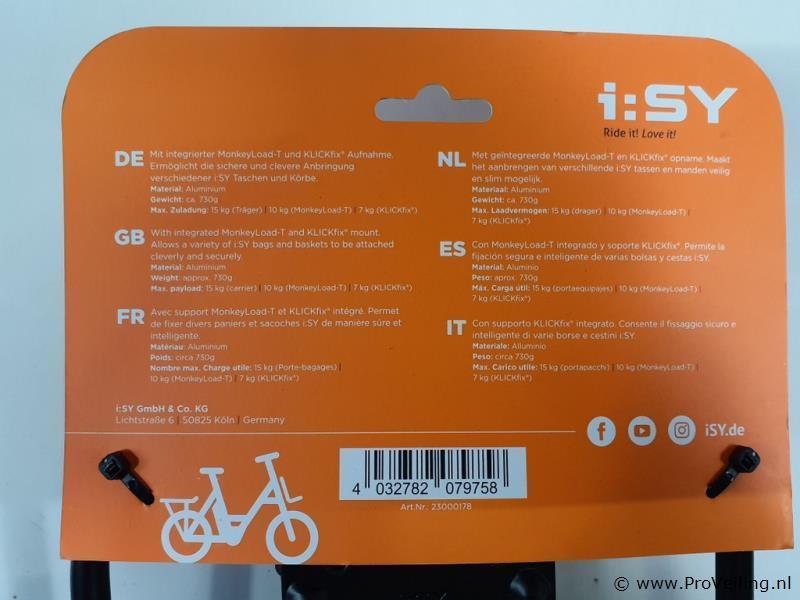 i:SY
Ride it! Love it!
DE
Mit integrierter MonkeyLoad-T und KLICKfix® Aufnahme.
Ermöglicht die sichere und clevere Anbringung
verschiedener i:SY Taschen und Körbe.
Material: Aluminium
Gewicht: ca. 730g
Max. Zuladung: 15 kg (Träger) | 10 kg (MonkeyLoad-T) | 7 kg (KLICKfix®)
GB
With integrated MonkeyLoad-T and KLICKfix® mount.
Allows a variety of i:SY bags and baskets to be attached
cleverly and securely.
Material: Aluminium
Weight: approx. 730g
Max. payload: 15 kg (carrier) | 10 kg (MonkeyLoad-T) | 7 kg (KLICKfix®)
FR
Avec support MonkeyLoad-T et KLICKfix® intégré. Permet
de fixer divers paniers et sacoches i:SY de manière sûre et
intelligente.
Matériau: Aluminium
Poids: circa 730g
Nombre max. Charge utile: 15 kg (Porte-bagages) |
10 kg (MonkeyLoad-T) | 7 kg (KLICKfix®)
NL
Met geïntegreerde MonkeyLoad-T en KLICKfix® opname. Maakt
het aanbrengen van verschillende i:SY tassen en manden veilig
en slim mogelijk.
Materiaal: Aluminium
Gewicht: ca. 730g
Max. Laadvermogen: 15 kg (drager) | 10 kg (MonkeyLoad-T) |
7 kg (KLICKfix®)
ES
Con MonkeyLoad-T integrado y soporte KLICKfix®. Permite la
fijación segura e inteligente de varias bolsas y cestas i:SY.
Material: Aluminio
Peso: aprox. 730g
Máx. Carga útil: 15 kg (portaequipajes) | 10 kg (MonkeyLoad-T) |
7 kg (KLICKfix®)
IT
Con supporto KLICKfix® integrato. Consente il fissaggio sicuro e
intelligente di varie borse e cestini i:SY.
Materiale: Alluminio
Peso: circa 730g
Max. Carico utile: 15 kg (portapacchi) | 10 kg (MonkeyLoad-T) |
7 kg (KLICKfix®)
i:SY GmbH & Co. KG
Lichtstraße 6 | 50825 Köln | Germany
iSY.de
4 032782 079758
Art.Nr.: 23000178
© www.ProVeiling.nl